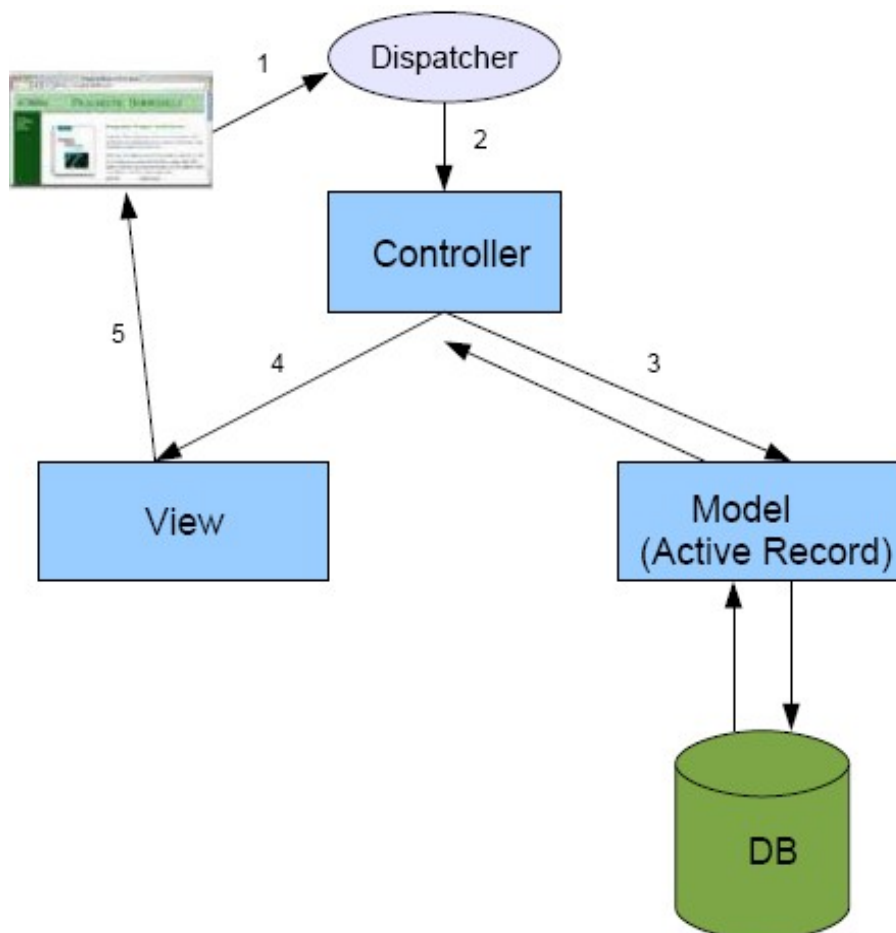 1
Dispatcher
2
Controller
5
4
3
View
Model
(Active Record)
DB